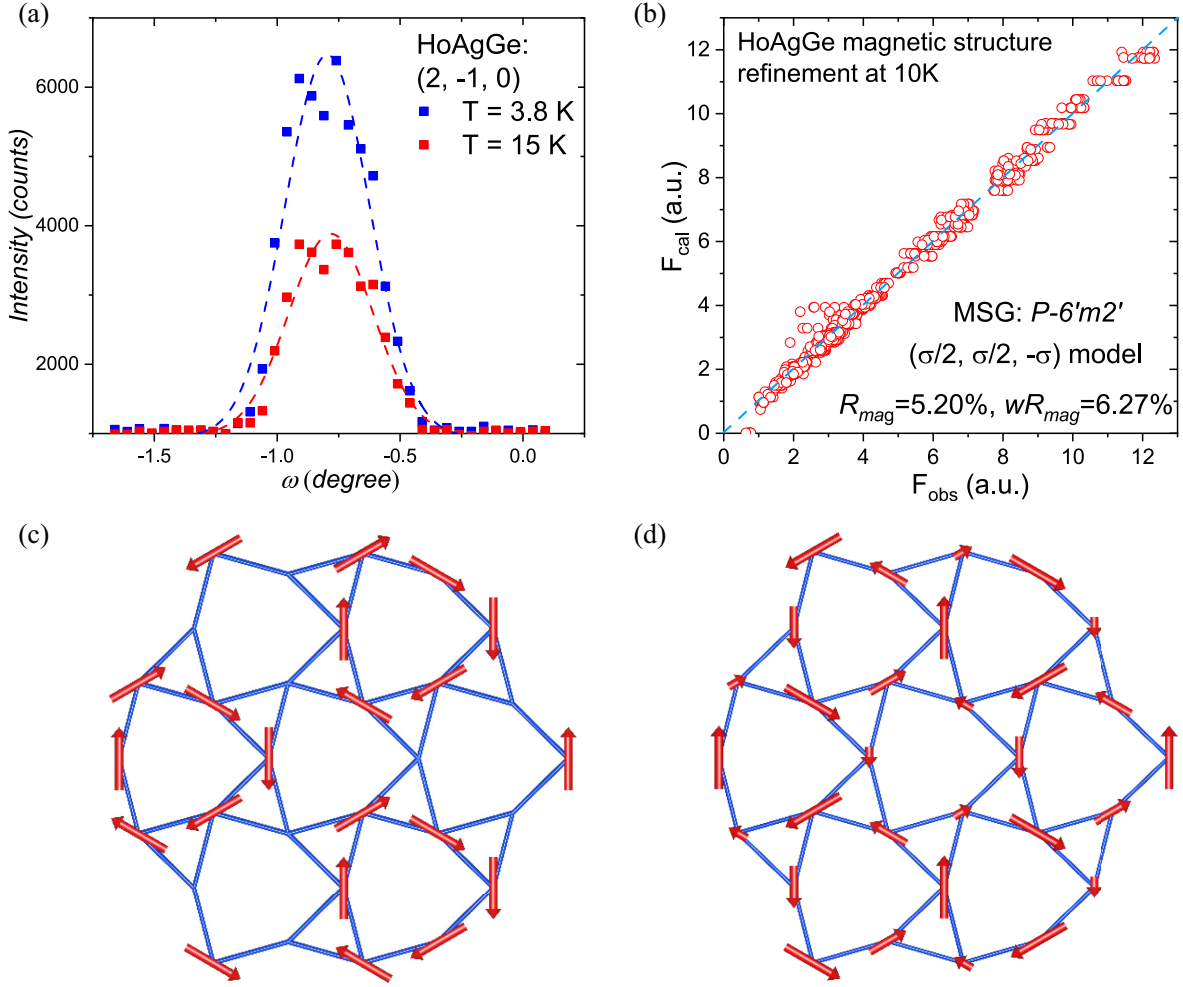 (a)
HoAgGe:
(2, -1, 0)
T = 3.8 K
T = 15 K
Intensity (counts)
6000
4000
2000
-1.5
-1.0
-0.5
0.0
ω (degree)
(b)
HoAgGe magnetic structure
refinement at 10K
MSG: P-6'm2'
(σ/2, σ/2, -σ) model
Rmag=5.20%, wRmag=6.27%
F_cal (a.u.)
12
10
8
6
4
2
0
0
2
4
6
8
10
12
F_obs (a.u.)
(c)
(d)